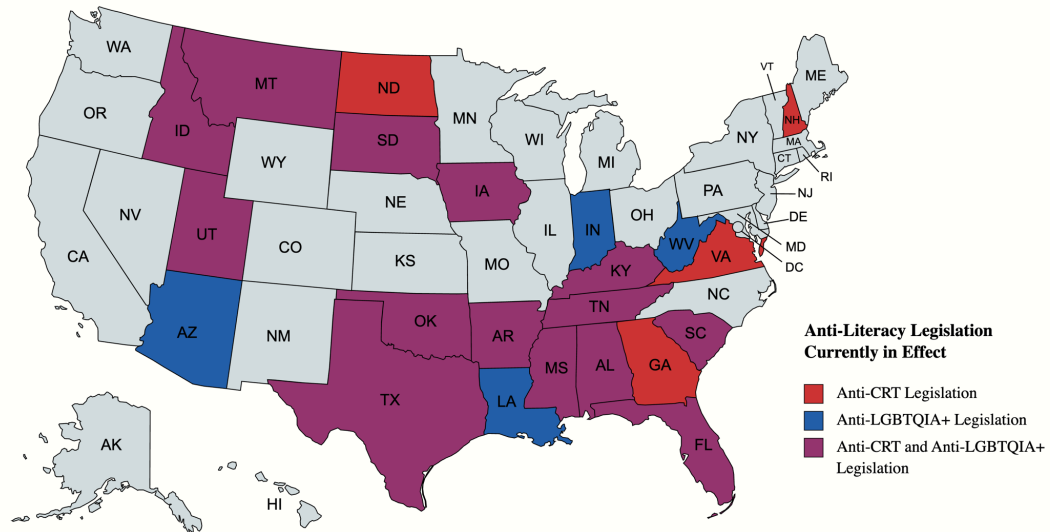 WA
OR
CA
NV
ID
MT
WY
UT
CO
AZ
NM
ND
SD
NE
KS
OK
TX
MN
IA
MO
AR
LA
WI
IL
MI
IN
OH
KY
TN
MS
AL
GA
FL
SC
NC
VA
WV
PA
NY
VT
NH
ME
MA
CT
RI
NJ
DE
MD
DC
AK
HI
Anti-Literacy Legislation
Currently in Effect
Anti-CRT Legislation
Anti-LGBTQIA+ Legislation
Anti-CRT and Anti-LGBTQIA+
Legislation